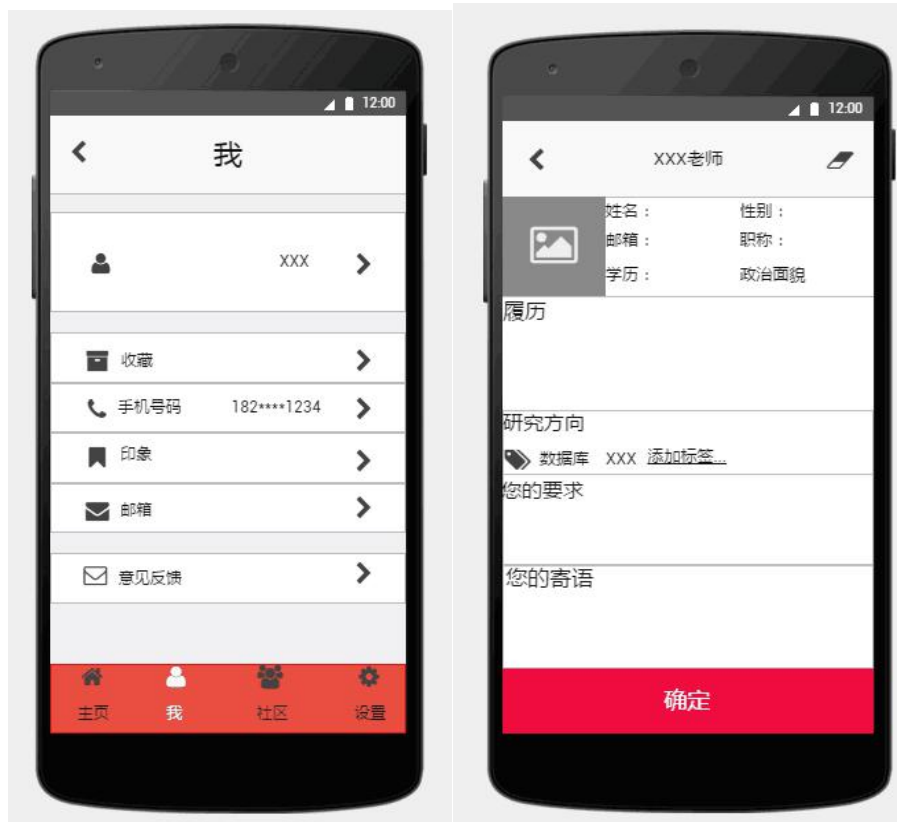 12:00
我
XXX
收藏
手机号码 182****1234
印象
邮箱
意见反馈
主页 我 社区 设置
12:00
XXX老师
姓名： 性别：
邮箱： 职称：
学历： 政治面貌
履历
研究方向
数据库 XXX 添加标签...
您的要求
您的寄语
确定